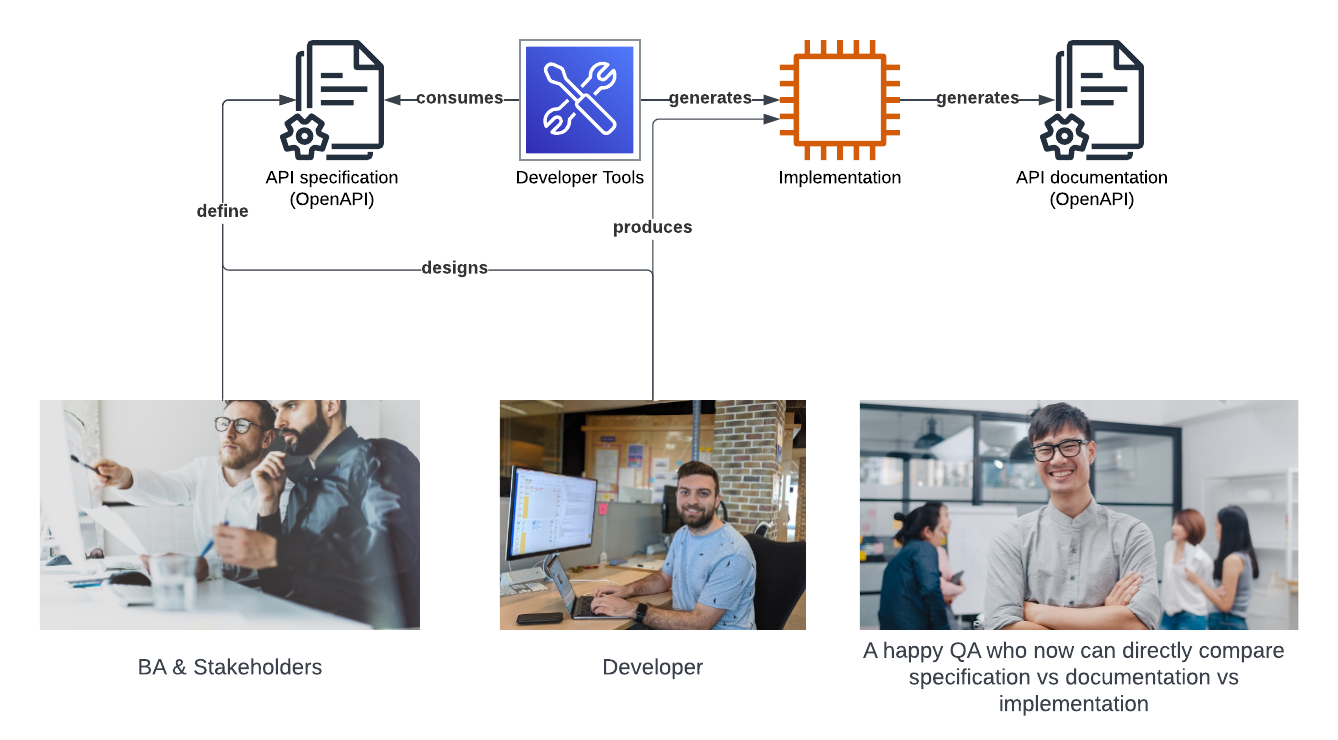 consumes
generates
generates
API specification
(OpenAPI)
Developer Tools
Implementation
API documentation
(OpenAPI)
define
produces
designs
BA & Stakeholders
Developer
A happy QA who now can directly compare
specification vs documentation vs
implementation